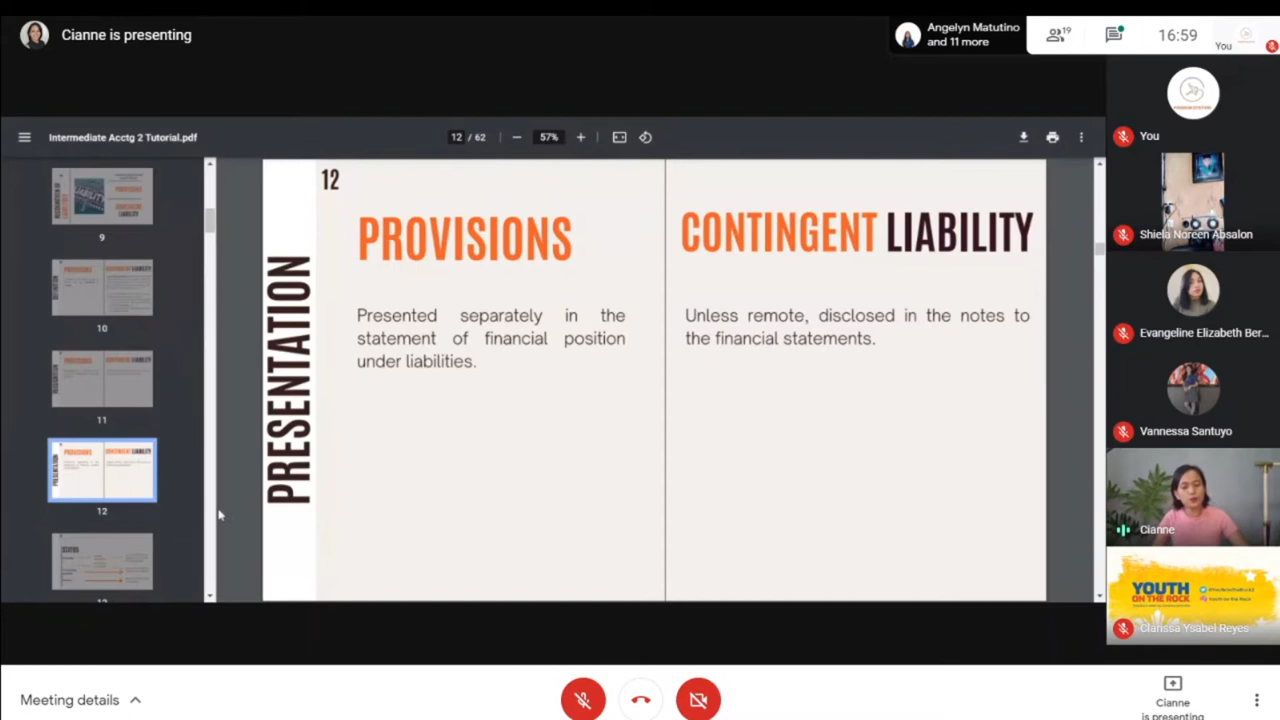 Cianne is presenting
Angelyn Matutino
and 11 more
19
16:59
You
Intermediate Acctg 2 Tutorial.pdf
12 / 62
57%
You
Shiela Noreen Absalon
Evangeline Elizabeth Ber...
Vannessa Santuyo
Cianne
YOUTH
ON THE ROCK
Clarissa Ysabel Reyes
9
10
11
12
PROVISIONS
CONTINGENT LIABILITY
12
PRESENTATION
PROVISIONS
Presented separately in the
statement of financial position
under liabilities.
CONTINGENT LIABILITY
Unless remote, disclosed in the notes to
the financial statements.
Meeting details
Cianne
is presenting